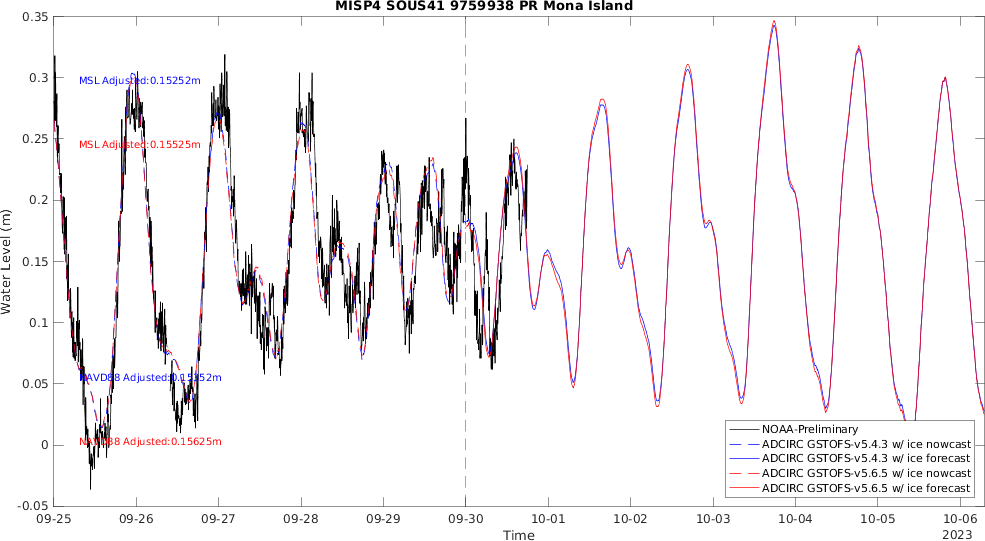 MISP4 SOUS41 9759938 PR Mona Island
0.35
0.3
0.25
0.2
0.15
0.1
0.05
0
-0.05
Water Level (m)
MSL Adjusted:0.15252m
MSL Adjusted:0.15525m
NAVD88 Adjusted:0.15352m
NAVD88 Adjusted:0.15625m
NOAA-Preliminary
ADCIRC GSTOFS-v5.4.3 w/ ice nowcast
ADCIRC GSTOFS-v5.4.3 w/ ice forecast
ADCIRC GSTOFS-v5.6.5 w/ ice nowcast
ADCIRC GSTOFS-v5.6.5 w/ ice forecast
09-25 09-26 09-27 09-28 09-29 09-30 10-01 10-02 10-03 10-04 10-05 10-06
Time
2023